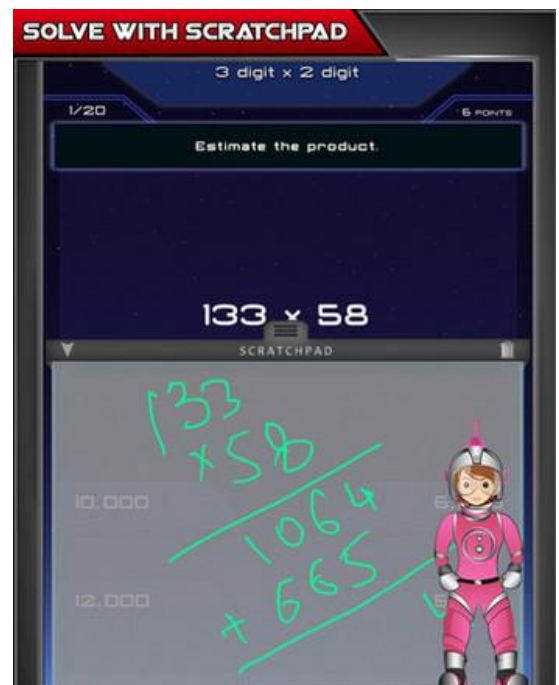 SOLVE WITH SCRATCHPAD
3 digit x 2 digit
1/20
6 POINTS
Estimate the product.
133 x 58
SCRATCHPAD
133
x 58
10,000
1064
12,000
+ 665